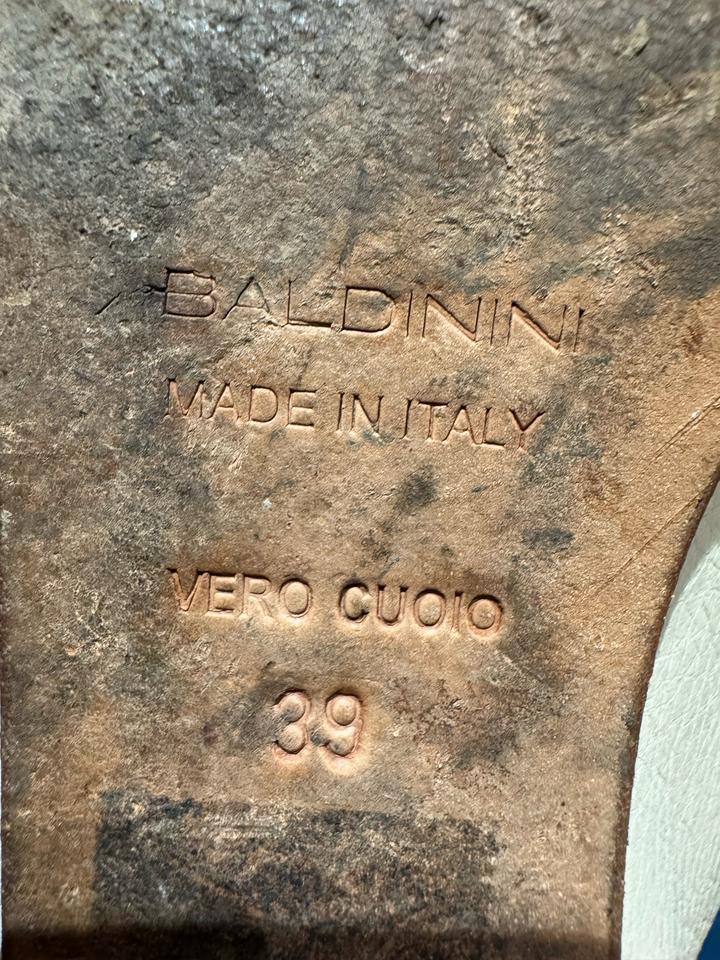 BALDININI
MADE IN ITALY
VERO CUOIO
39